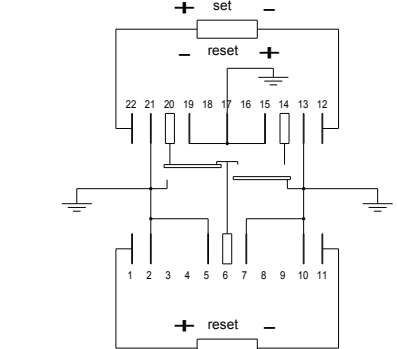 + set −
− reset +
22 21 20 19 18 17 16 15 14 13 12
1 2 3 4 5 6 7 8 9 10 11
+ reset −